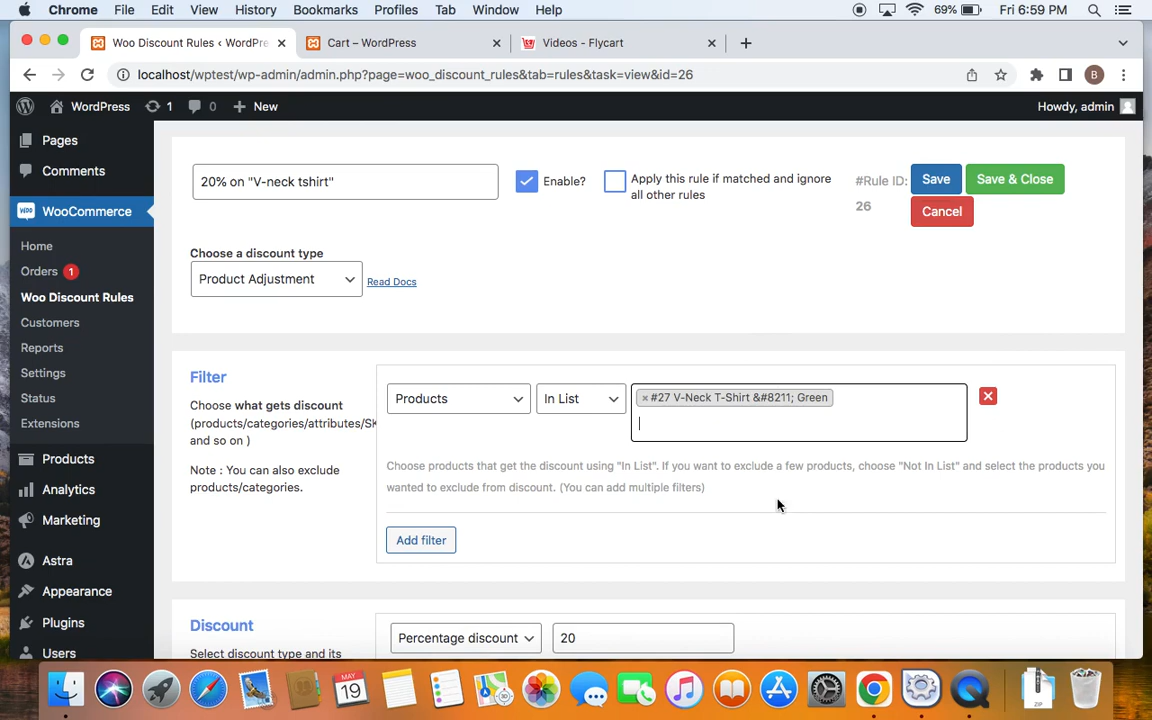 Chrome File Edit View History Bookmarks Profiles Tab Window Help 69% Fri 6:59 PM
Woo Discount Rules ‹ WordPre Cart – WordPress Videos - Flycart
localhost/wptest/wp-admin/admin.php?page=woo_discount_rules&tab=rules&task=view&id=26 B
WordPress 1 0 New Howdy, admin
Pages
Comments
WooCommerce
Home
Orders 1
Woo Discount Rules
Customers
Reports
Settings
Status
Extensions
Products
Analytics
Marketing
Astra
Appearance
Plugins
Users
20% on "V-neck tshirt" Enable? Apply this rule if matched and ignore
all other rules
#Rule ID:
26
Save Save & Close
Cancel
Choose a discount type
Product Adjustment Read Docs
Filter
Choose what gets discount
(products/categories/attributes/SK
and so on )
Note : You can also exclude
products/categories.
Products In List × #27 V-Neck T-Shirt &#8211; Green
Choose products that get the discount using "In List". If you want to exclude a few products, choose "Not In List" and select the products you
wanted to exclude from discount. (You can add multiple filters)
Add filter
Discount
Select discount type and its
Percentage discount 20
MAY
19
ZIP